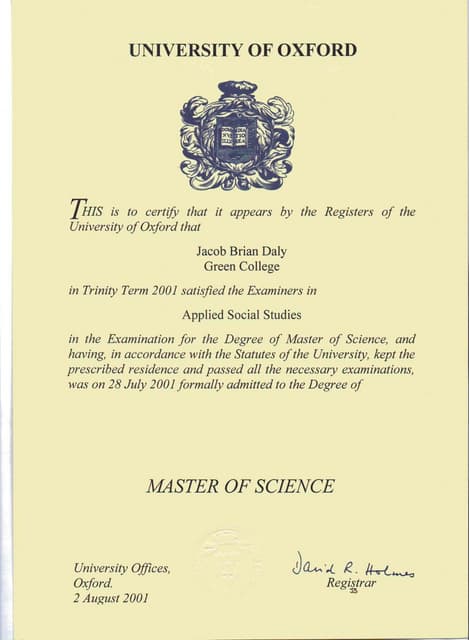 UNIVERSITY OF OXFORD
THIS is to certify that it appears by the Registers of the
University of Oxford that
Jacob Brian Daly
Green College
in Trinity Term 2001 satisfied the Examiners in
Applied Social Studies
in the Examination for the Degree of Master of Science, and
having, in accordance with the Statutes of the University, kept the
prescribed residence and passed all the necessary examinations,
was on 28 July 2001 formally admitted to the Degree of
MASTER OF SCIENCE
University Offices,
Oxford.
2 August 2001
David R. Holmes
Registrar